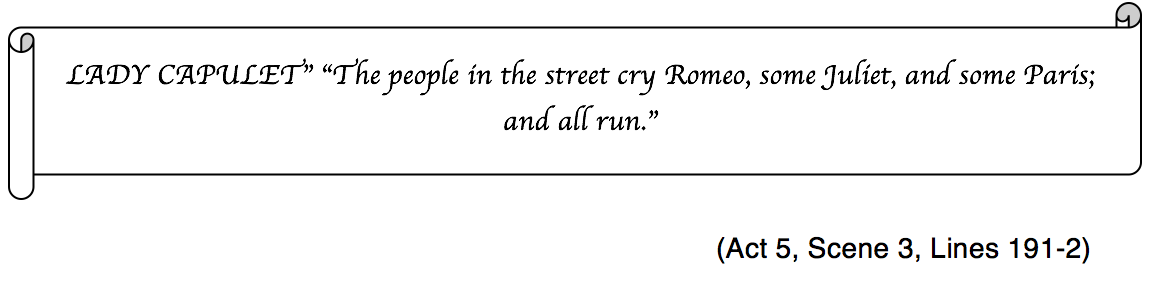 LADY CAPULET” “The people in the street cry Romeo, some Juliet, and some Paris;
and all run.”
(Act 5, Scene 3, Lines 191-2)